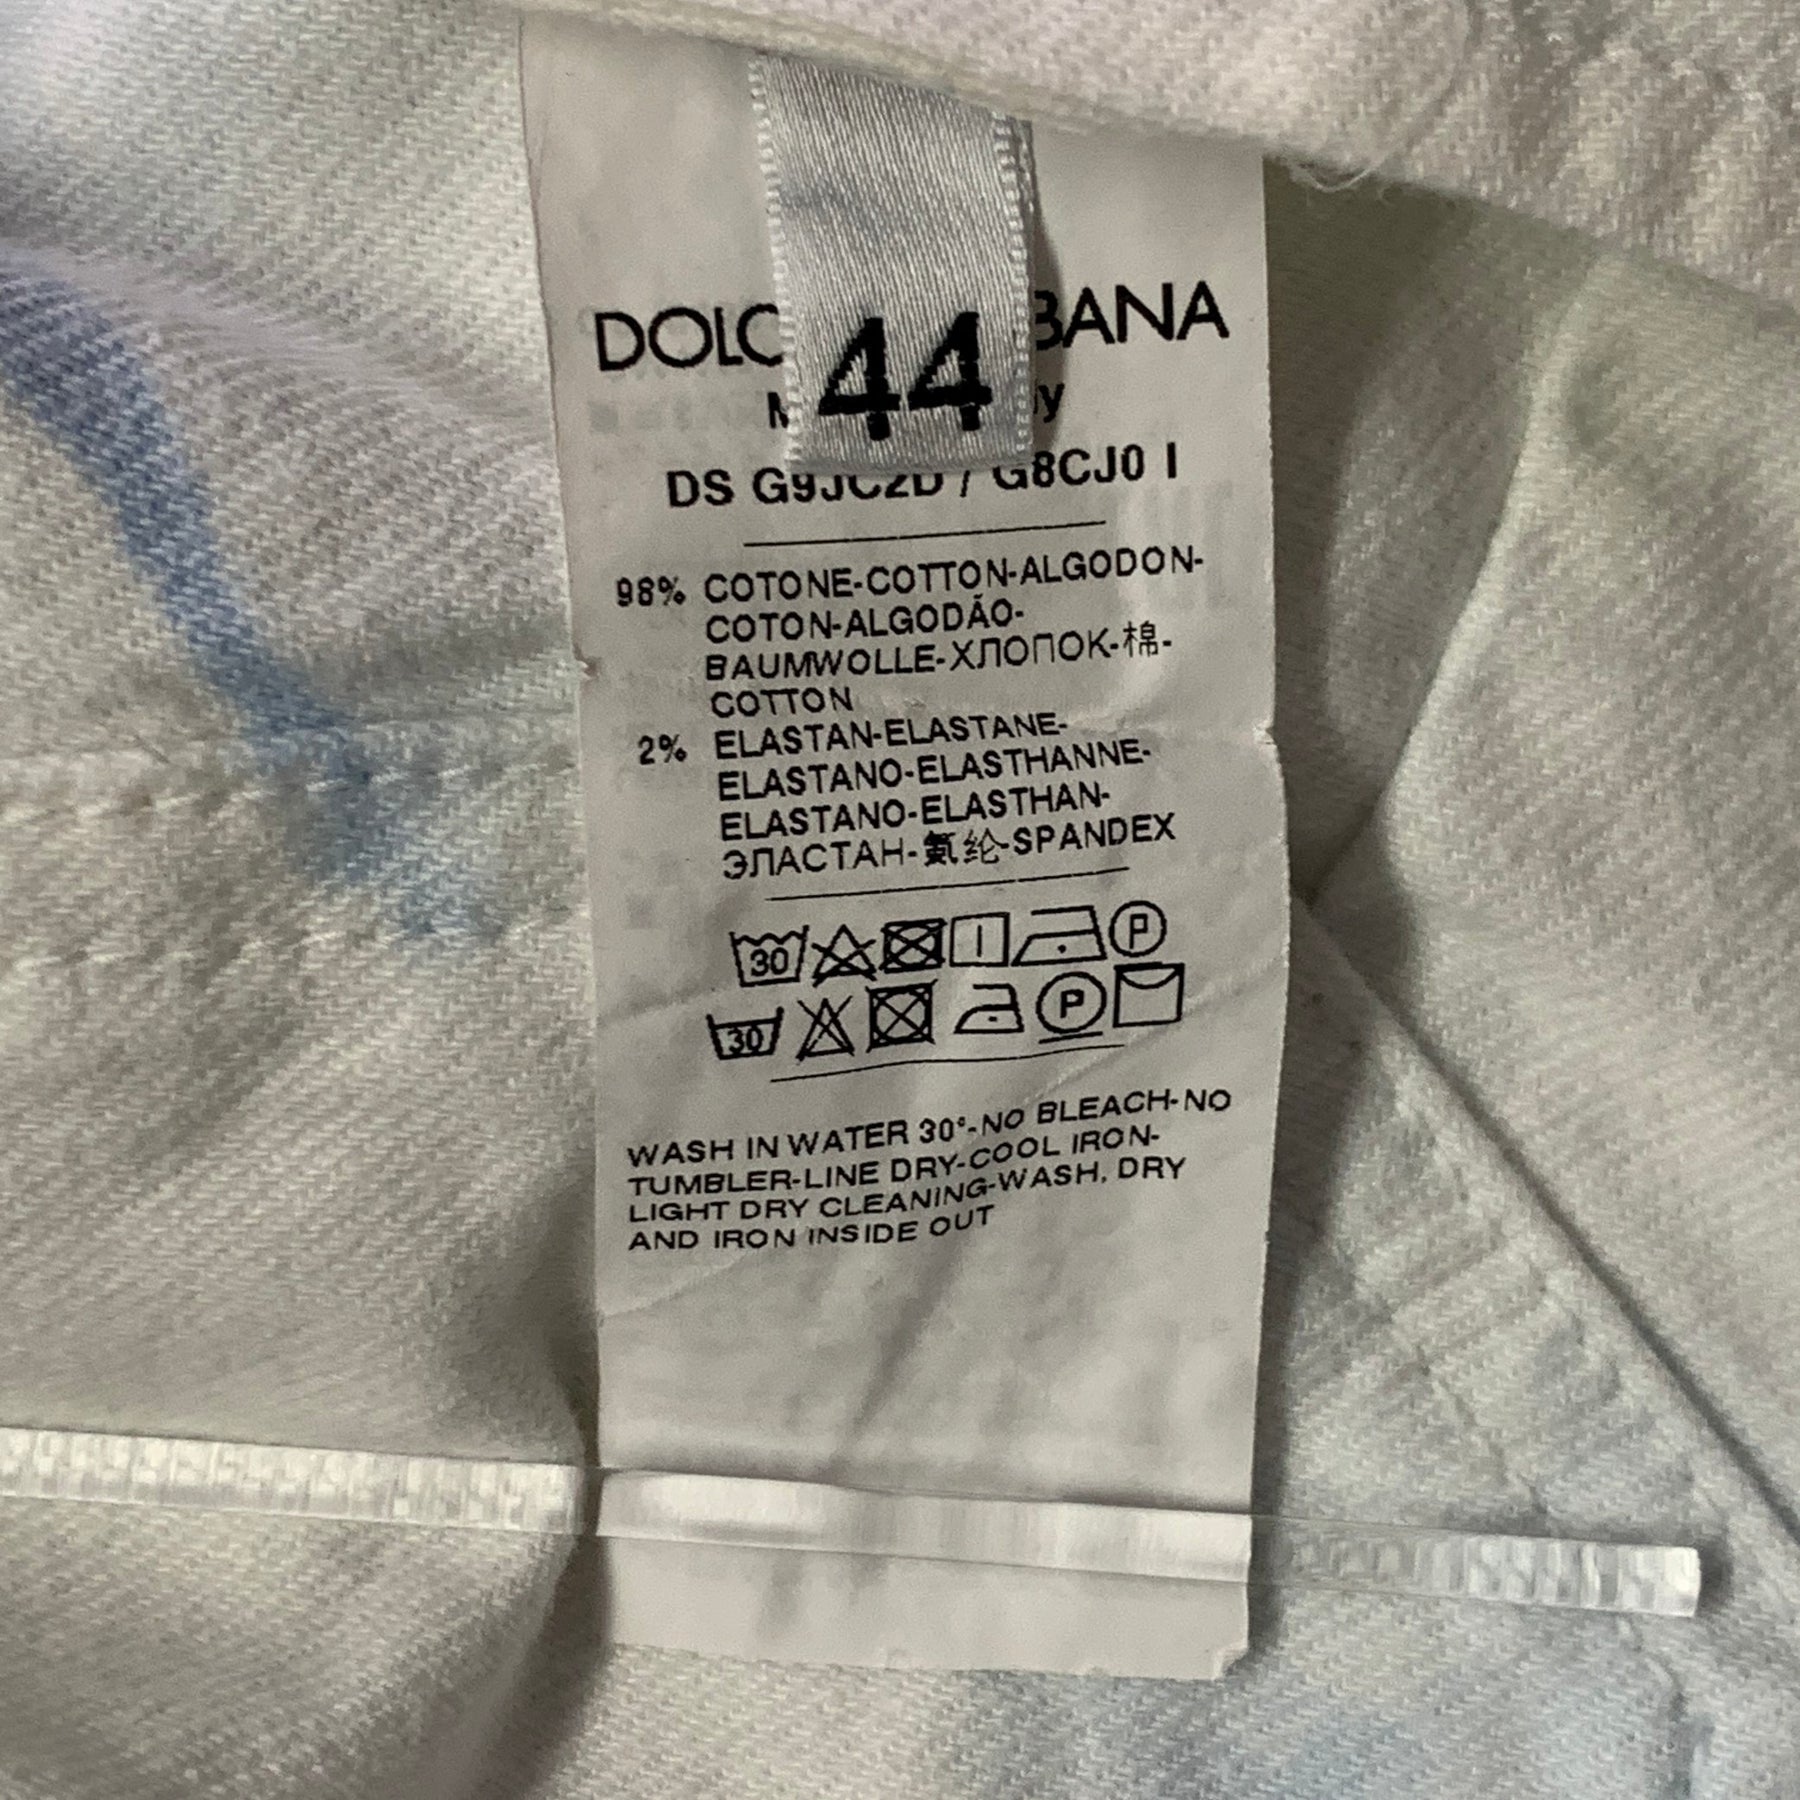 44
DS G9JC2D / G8CJ0 I
98% COTONE-COTTON-ALGODON-
COTON-ALGODÃO-
BAUMWOLLE-ХЛОПОК-棉-
COTTON
2% ELASTAN-ELASTANE-
ELASTANO-ELASTHANNE-
ELASTANO-ELASTHAN-
ЭЛАСТАН-氨纶-SPANDEX
30 P
30 P
WASH IN WATER 30°-NO BLEACH-NO
TUMBLER-LINE DRY-COOL IRON-
LIGHT DRY CLEANING-WASH, DRY
AND IRON INSIDE OUT